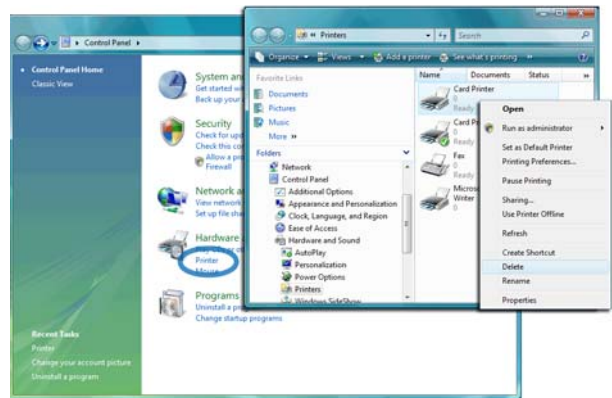 Control Panel
Control Panel Home
Classic View
System an
Get started w
Back up your
Security
Check for upd
Check this co
Allow a pro
Firewall
Network a
View network
Set up file sha
Hardware
Printer
Mouse
Programs
Uninstall a pr
Change startup programs
Recent Tasks
Printer
Change your account picture
Uninstall a program
Printers
Search
Organize
Views
Add a printer
See what's printing
Favorite Links
Documents
Pictures
Music
More
Folders
Network
Control Panel
Additional Options
Appearance and Personalization
Clock, Language, and Region
Ease of Access
Hardware and Sound
AutoPlay
Personalization
Power Options
Printers
Windows SideShow
Name Documents Status
Card Printer
0
Ready
Card P
0
Ready
Fax
0
Ready
Micros
Writer
0
Open
Run as administrator
Set as Default Printer
Printing Preferences...
Pause Printing
Sharing...
Use Printer Offline
Refresh
Create Shortcut
Delete
Rename
Properties